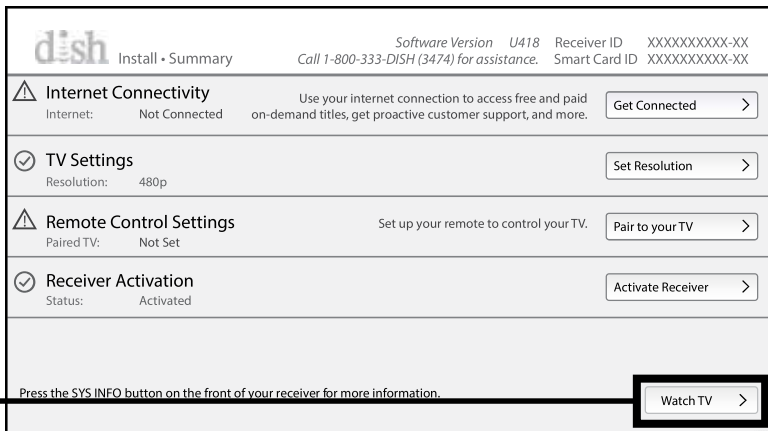 dish Install • Summary
Software Version U418 Receiver ID XXXXXXXXXX-XX
Call 1-800-333-DISH (3474) for assistance. Smart Card ID XXXXXXXXXX-XX
Internet Connectivity
Internet: Not Connected
Use your internet connection to access free and paid
on-demand titles, get proactive customer support, and more.
Get Connected
TV Settings
Resolution: 480p
Set Resolution
Remote Control Settings
Paired TV: Not Set
Set up your remote to control your TV.
Pair to your TV
Receiver Activation
Status: Activated
Activate Receiver
Press the SYS INFO button on the front of your receiver for more information.
Watch TV